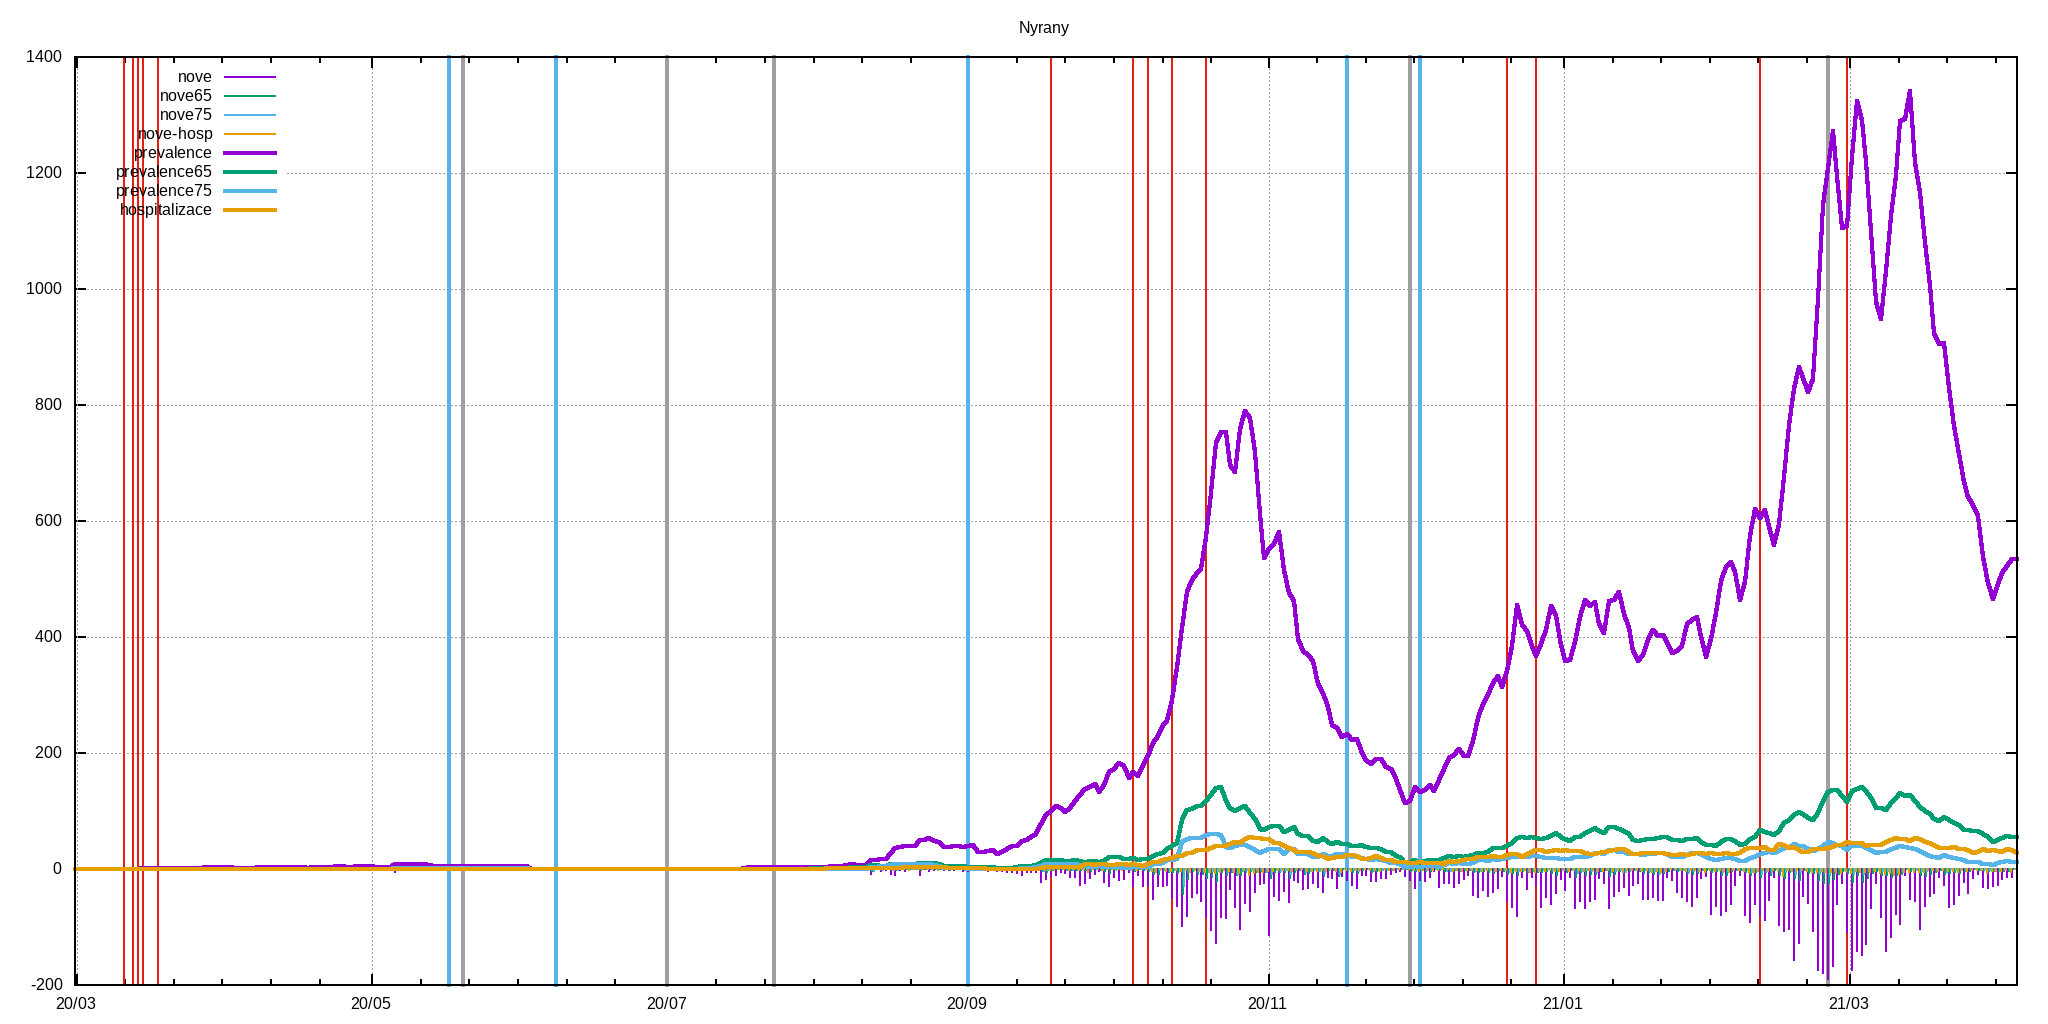 Nyrany
1400
nove
nove65
nove75
nove-hosp
prevalence
prevalence65
prevalence75
hospitalizace
1200
1000
800
600
400
200
0
-200
20/03 20/05 20/07 20/09 20/11 21/01 21/03